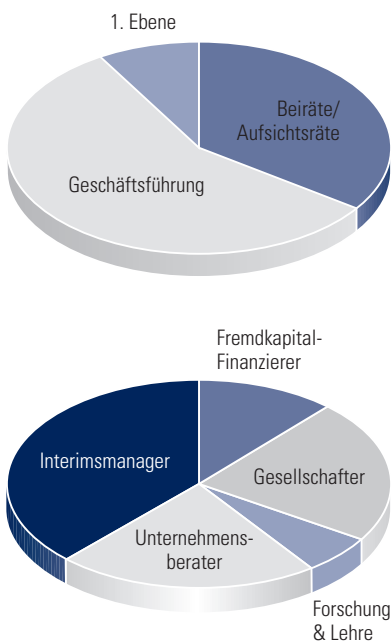 1. Ebene
Beiräte/
Aufsichtsräte
Geschäftsführung
Fremdkapital-
Finanzierer
Interimsmanager
Gesellschafter
Unternehmens-
berater
Forschung
& Lehre